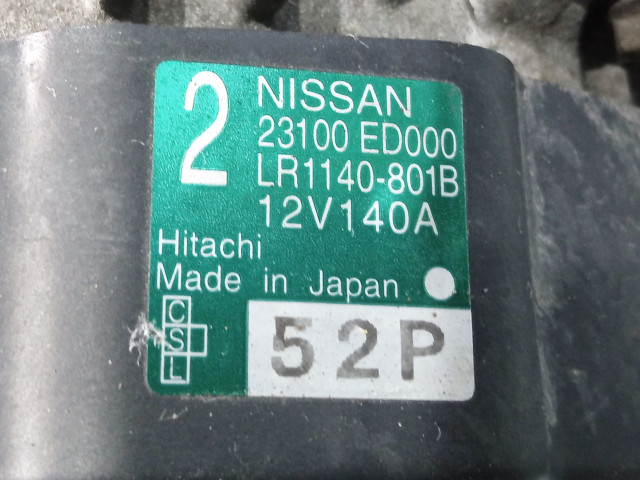 2
NISSAN
23100 ED000
LR1140-801B
12V140A
Hitachi
Made in Japan
C
S
L
52P